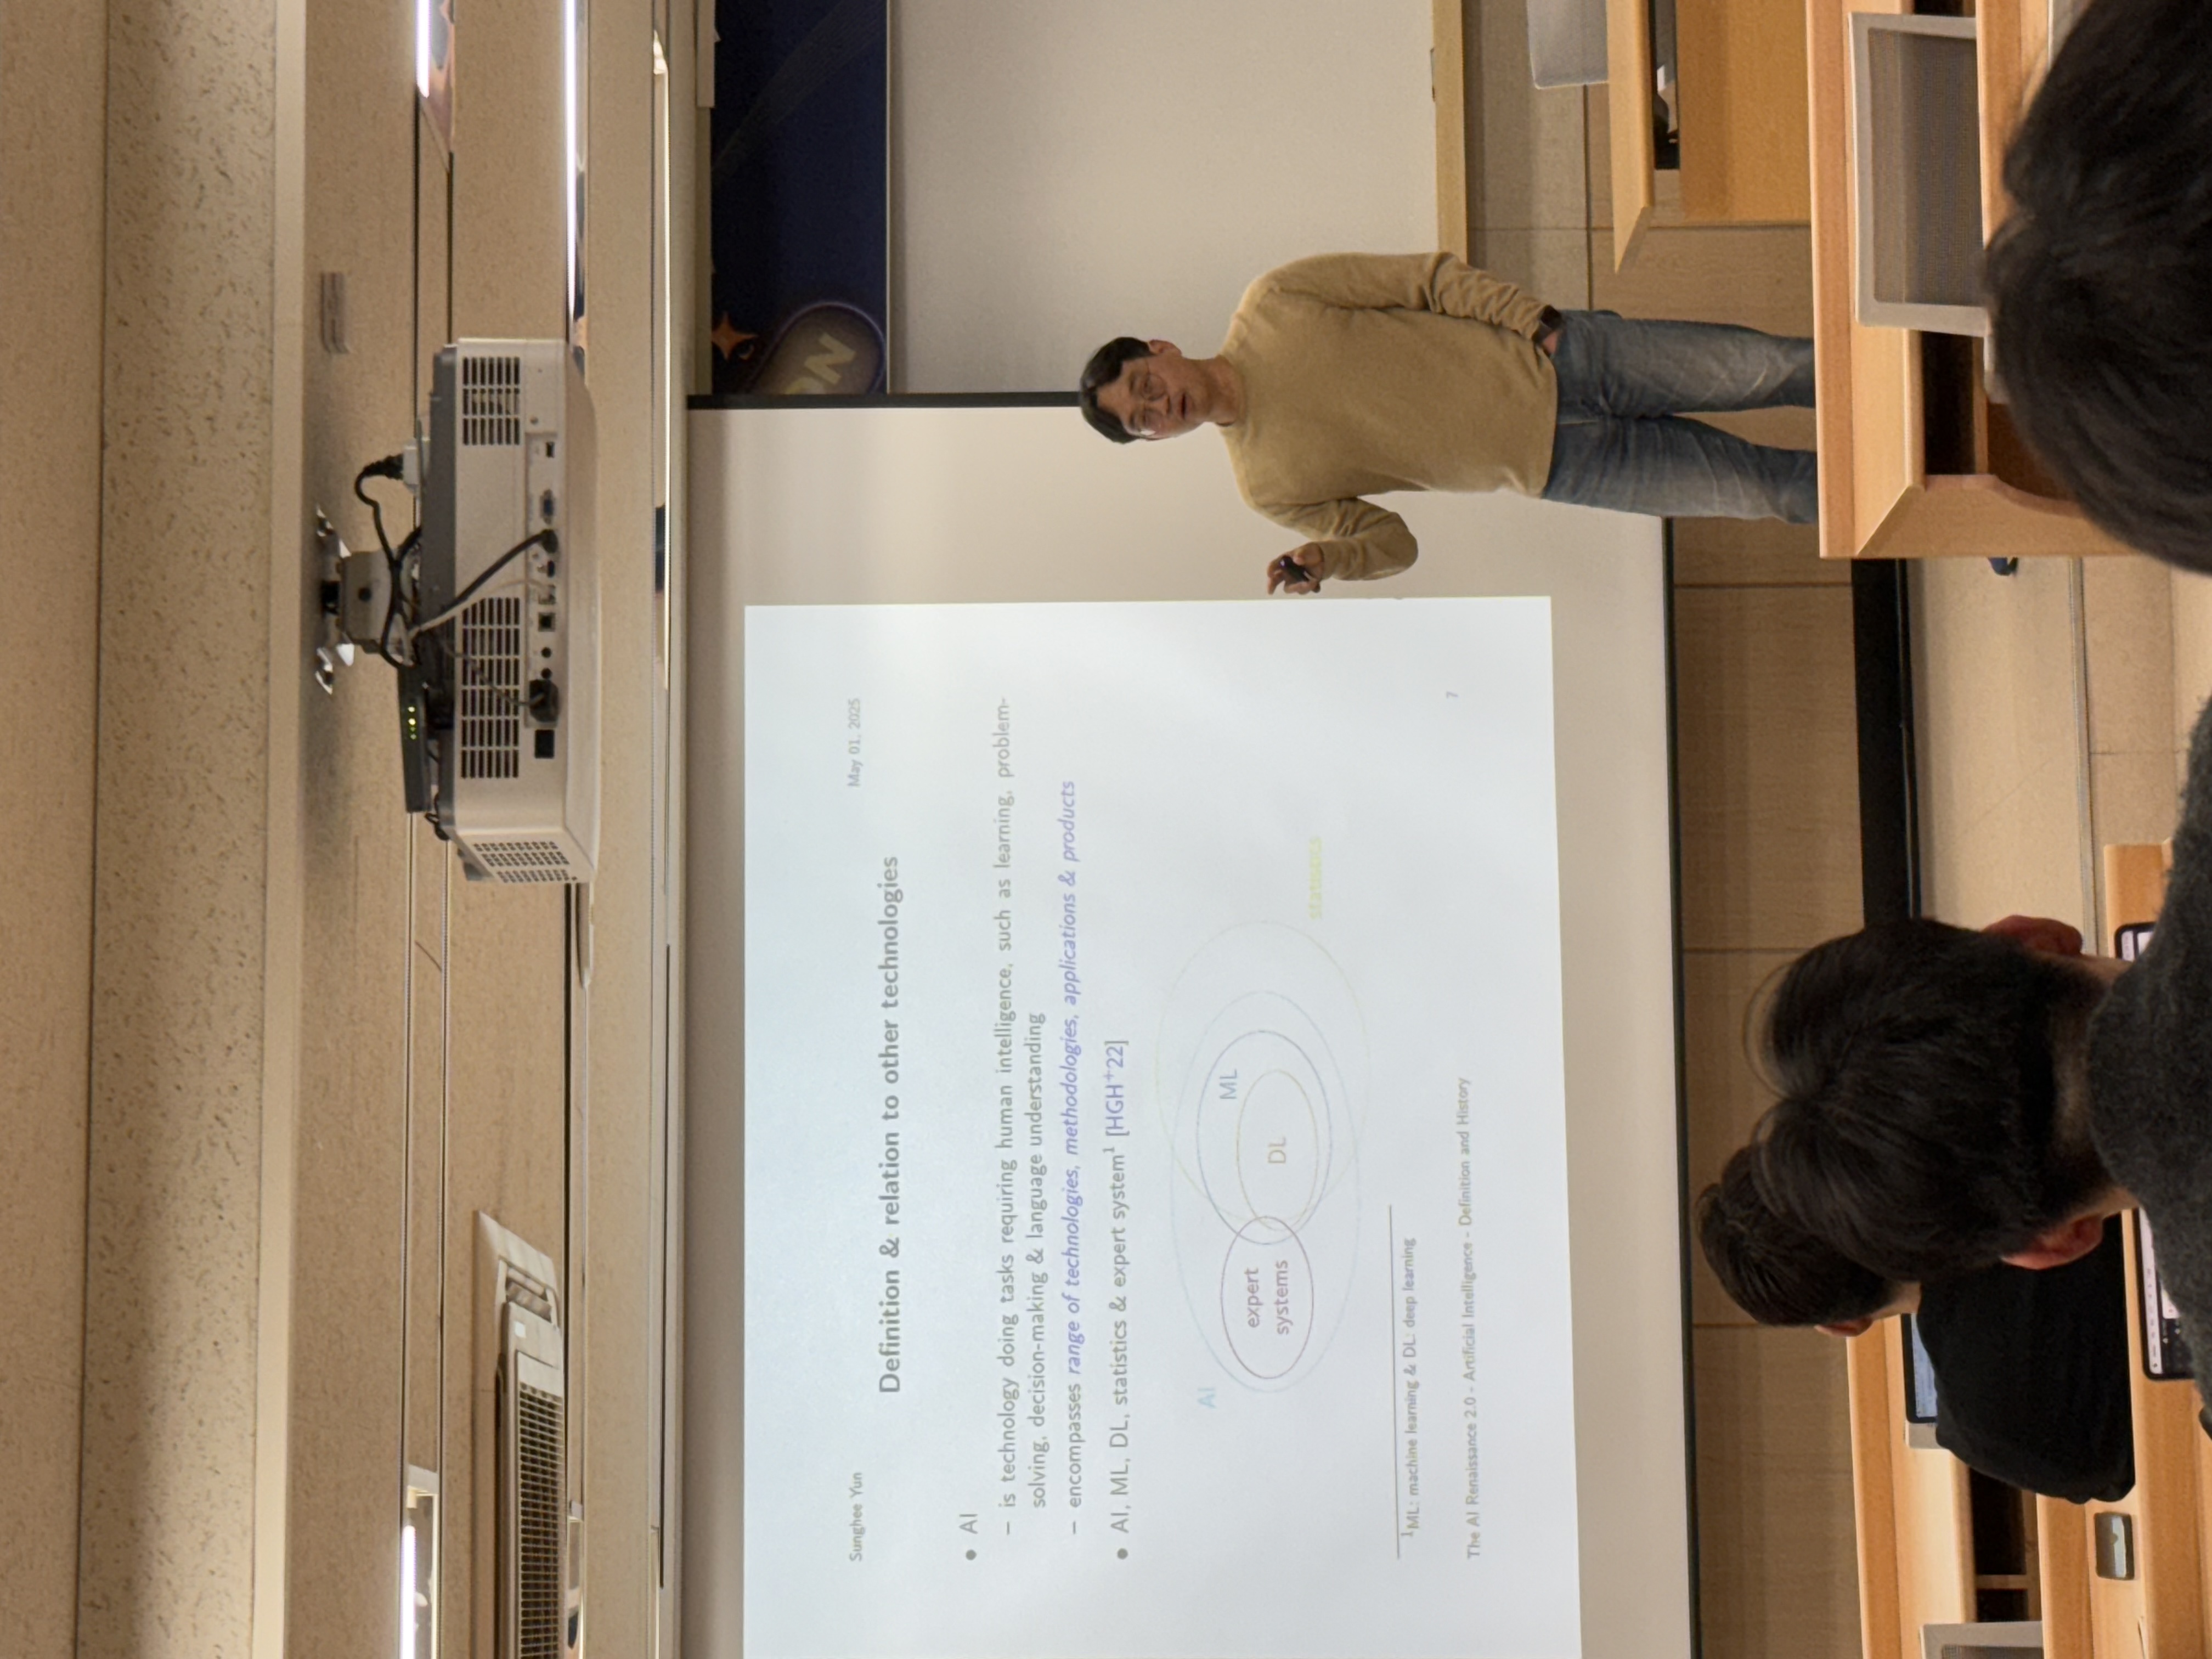 Sunghee Yun
May 01, 2025
Definition & relation to other technologies
• AI
– is technology doing tasks requiring human intelligence, such as learning, problem-
solving, decision-making & language understanding
– encompasses range of technologies, methodologies, applications & products
• AI, ML, DL, statistics & expert system¹ [HGH⁺22]
AI
ML
expert
systems
DL
statistics
¹ML: machine learning & DL: deep learning
The AI Renaissance 2.0 - Artificial Intelligence - Definition and History
7
ON